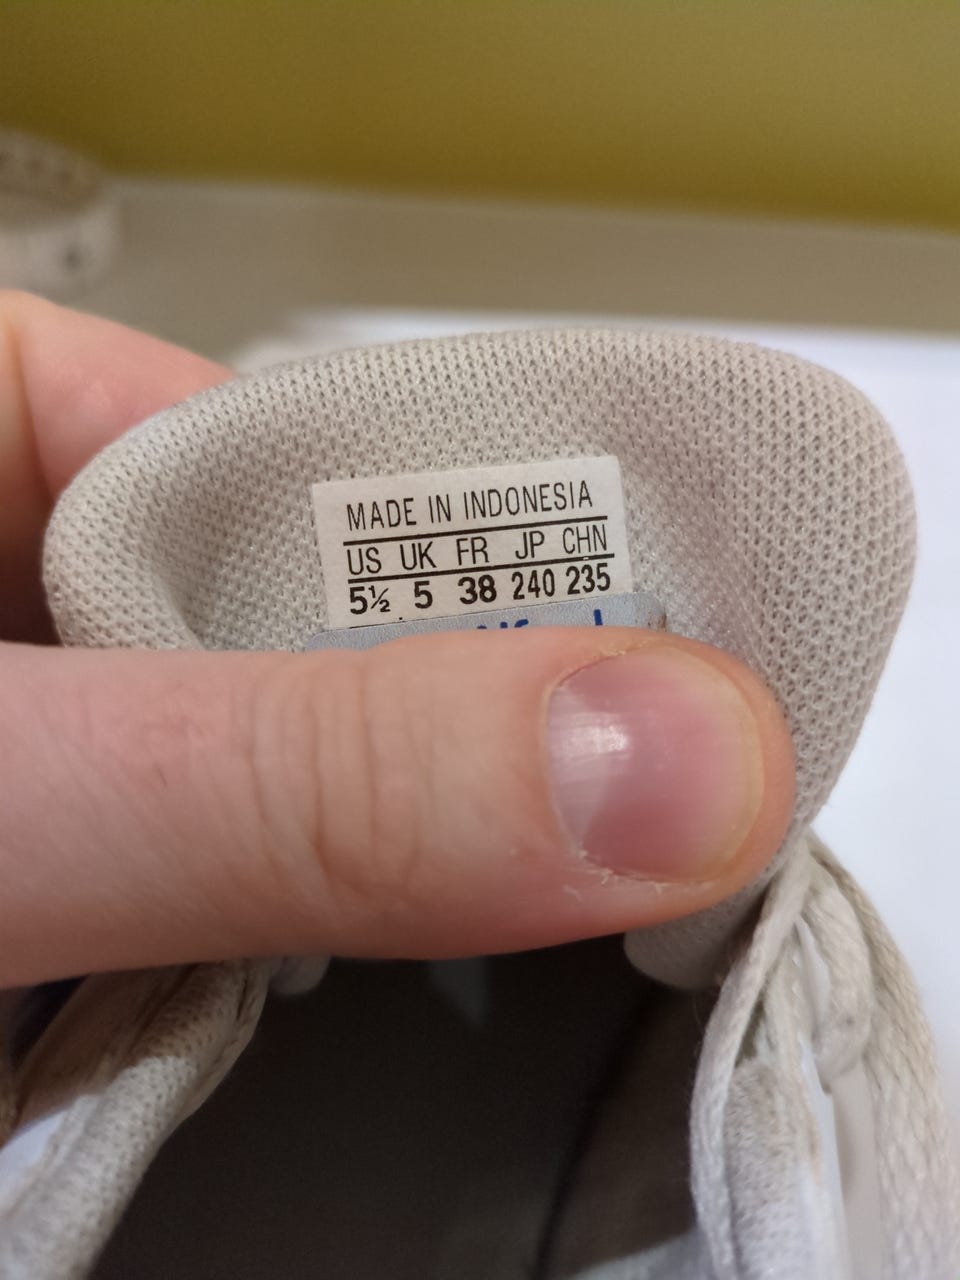 MADE IN INDONESIA
US UK FR JP CHN
5½ 5 38 240 235